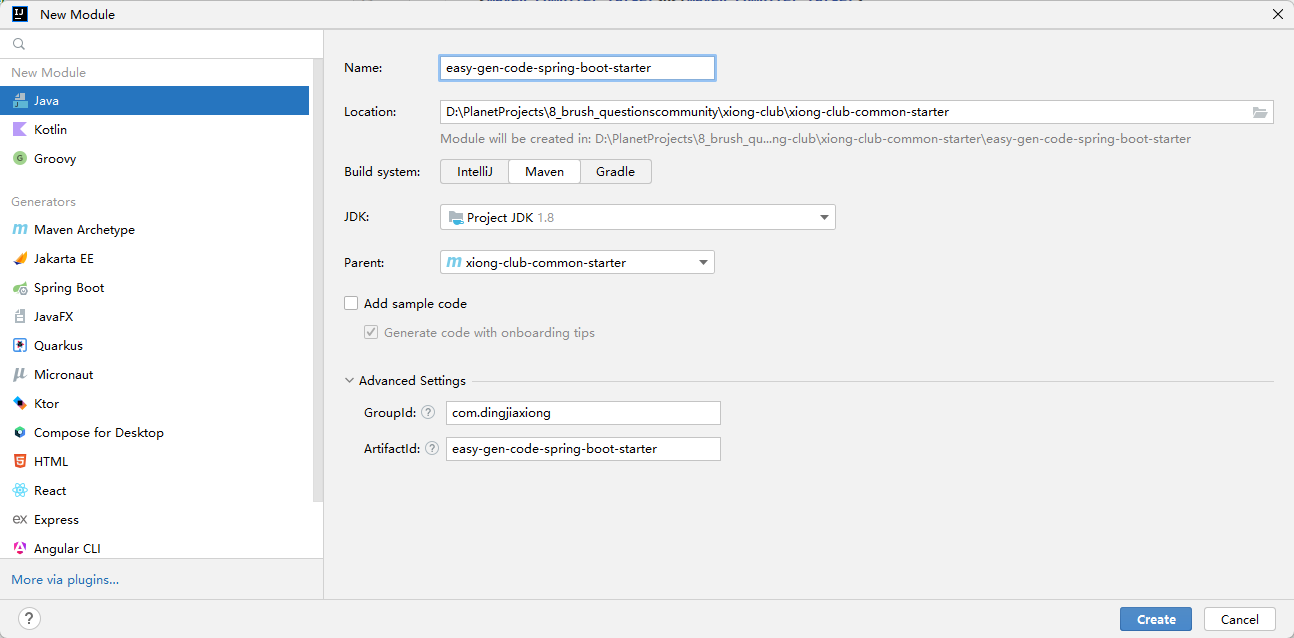 New Module
New Module
Java
Kotlin
Groovy
Generators
Maven Archetype
Jakarta EE
Spring Boot
JavaFX
Quarkus
Micronaut
Ktor
Compose for Desktop
HTML
React
Express
Angular CLI
More via plugins...
Name: easy-gen-code-spring-boot-starter
Location: D:\PlanetProjects\8_brush_questionscommunity\xiong-club\xiong-club-common-starter
Module will be created in: D:\PlanetProjects\8_brush_qu...ng-club\xiong-club-common-starter\easy-gen-code-spring-boot-starter
Build system: IntelliJ Maven Gradle
JDK: Project JDK 1.8
Parent: xiong-club-common-starter
Add sample code
Generate code with onboarding tips
Advanced Settings
GroupId: ? com.dingjiaxiong
ArtifactId: ? easy-gen-code-spring-boot-starter
? Create Cancel